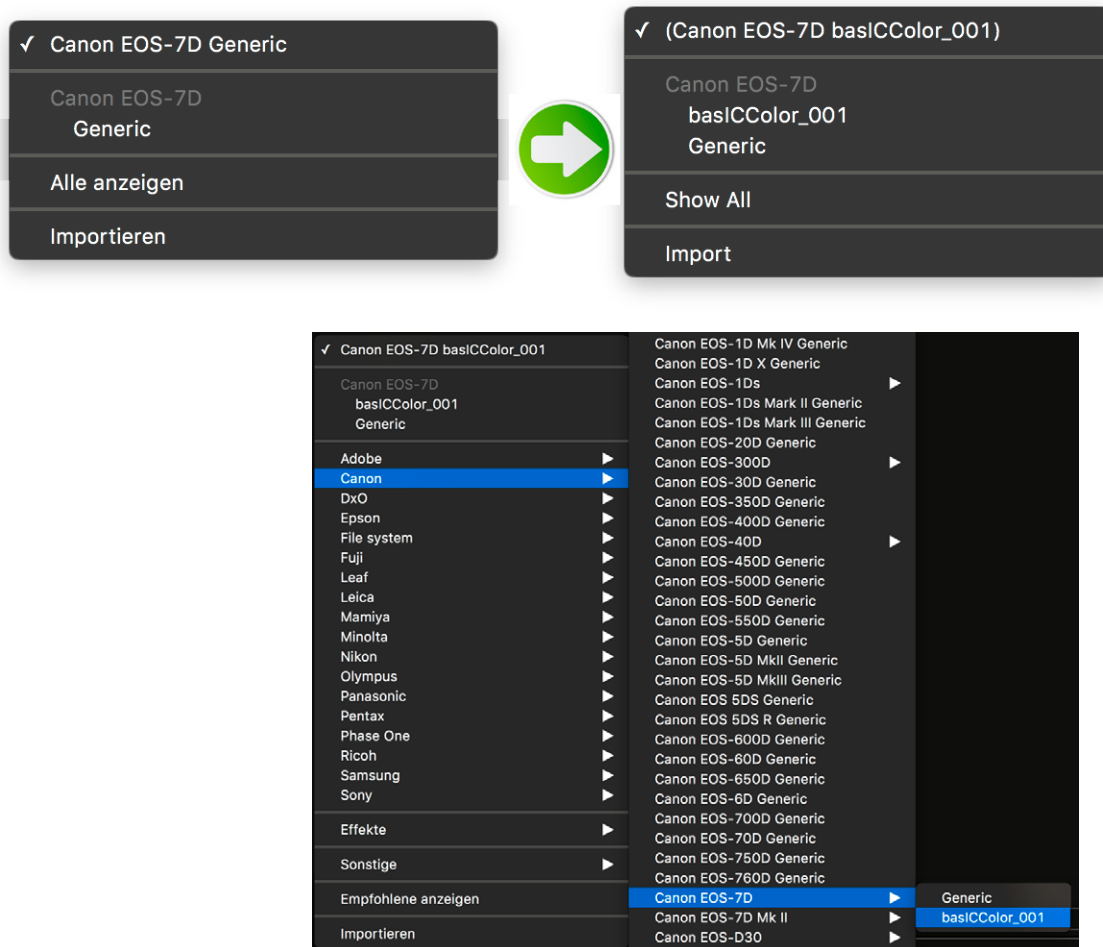 ✓ Canon EOS-7D Generic
Canon EOS-7D
Generic
Alle anzeigen
Importieren
✓ (Canon EOS-7D basICColor_001)
Canon EOS-7D
basICColor_001
Generic
Show All
Import
✓ Canon EOS-7D basICColor_001
Canon EOS-7D
basICColor_001
Generic
Adobe
Canon
DxO
Epson
File system
Fuji
Leaf
Leica
Mamiya
Minolta
Nikon
Olympus
Panasonic
Pentax
Phase One
Ricoh
Samsung
Sony
Effekte
Sonstige
Empfohlene anzeigen
Importieren
Canon EOS-1D Mk IV Generic
Canon EOS-1D X Generic
Canon EOS-1Ds
Canon EOS-1Ds Mark II Generic
Canon EOS-1Ds Mark III Generic
Canon EOS-20D Generic
Canon EOS-300D
Canon EOS-30D Generic
Canon EOS-350D Generic
Canon EOS-400D Generic
Canon EOS-40D
Canon EOS-450D Generic
Canon EOS-500D Generic
Canon EOS-50D Generic
Canon EOS-550D Generic
Canon EOS-5D Generic
Canon EOS-5D MkII Generic
Canon EOS-5D MkIII Generic
Canon EOS 5DS Generic
Canon EOS 5DS R Generic
Canon EOS-600D Generic
Canon EOS-60D Generic
Canon EOS-650D Generic
Canon EOS-6D Generic
Canon EOS-700D Generic
Canon EOS-70D Generic
Canon EOS-750D Generic
Canon EOS-760D Generic
Canon EOS-7D
Canon EOS-7D Mk II
Canon EOS-D30
Generic
basICColor_001